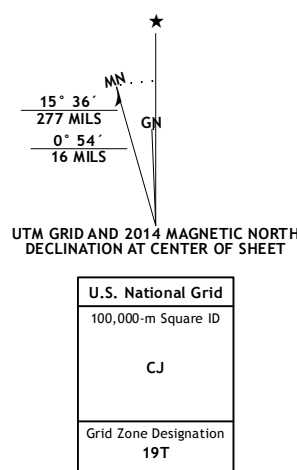 ★
MN
GN
15° 36´
277 MILS
0° 54´
16 MILS
UTM GRID AND 2014 MAGNETIC NORTH
DECLINATION AT CENTER OF SHEET
U.S. National Grid
100,000-m Square ID
CJ
Grid Zone Designation
19T